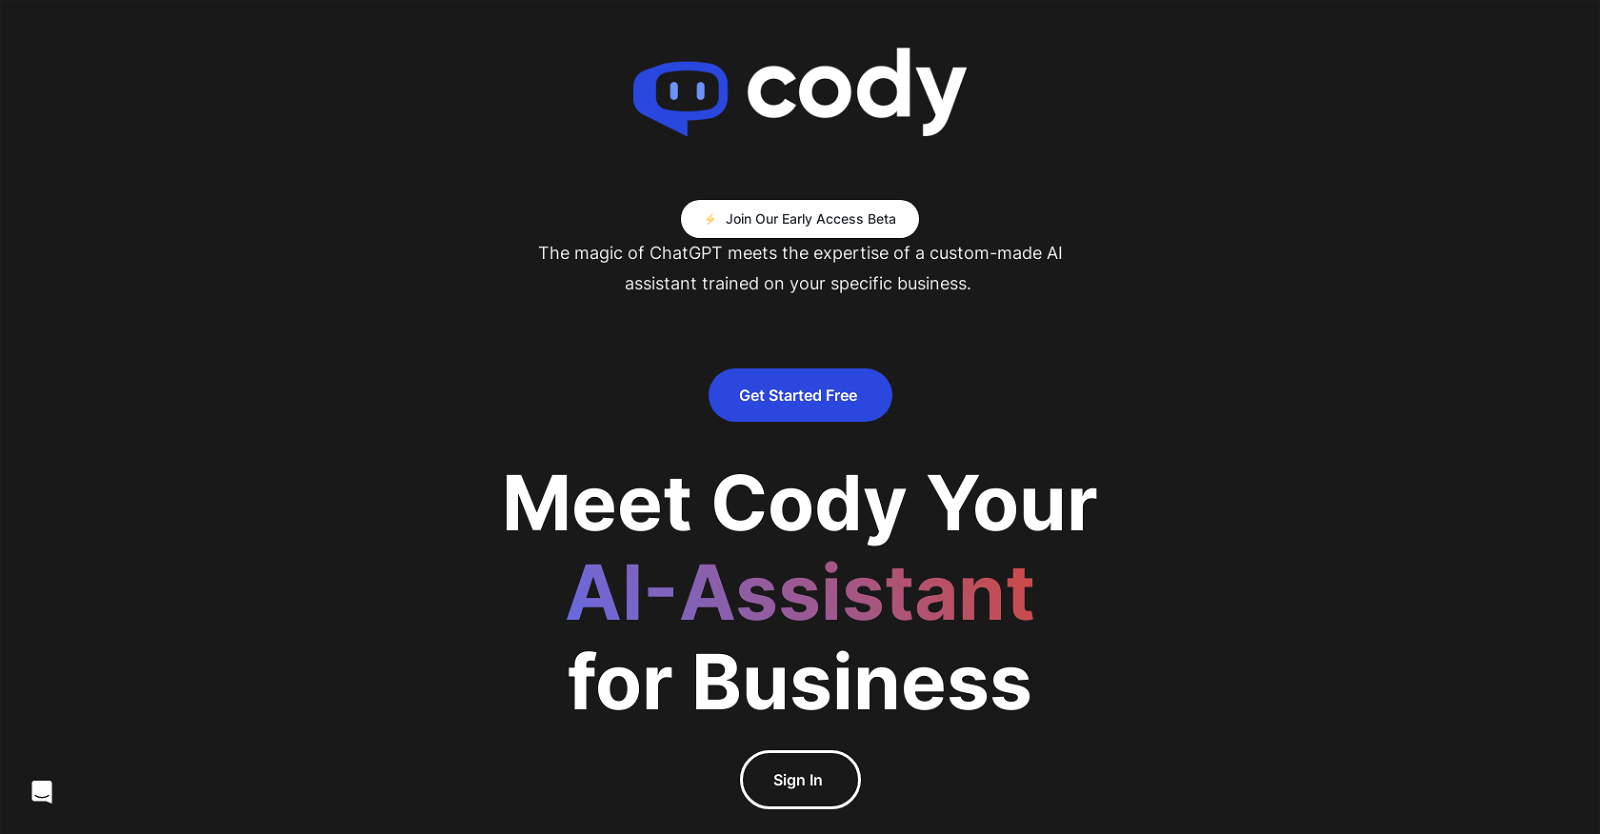 cody
⚡ Join Our Early Access Beta
The magic of ChatGPT meets the expertise of a custom-made AI
assistant trained on your specific business.
Get Started Free
Meet Cody Your
AI-Assistant
for Business
Sign In